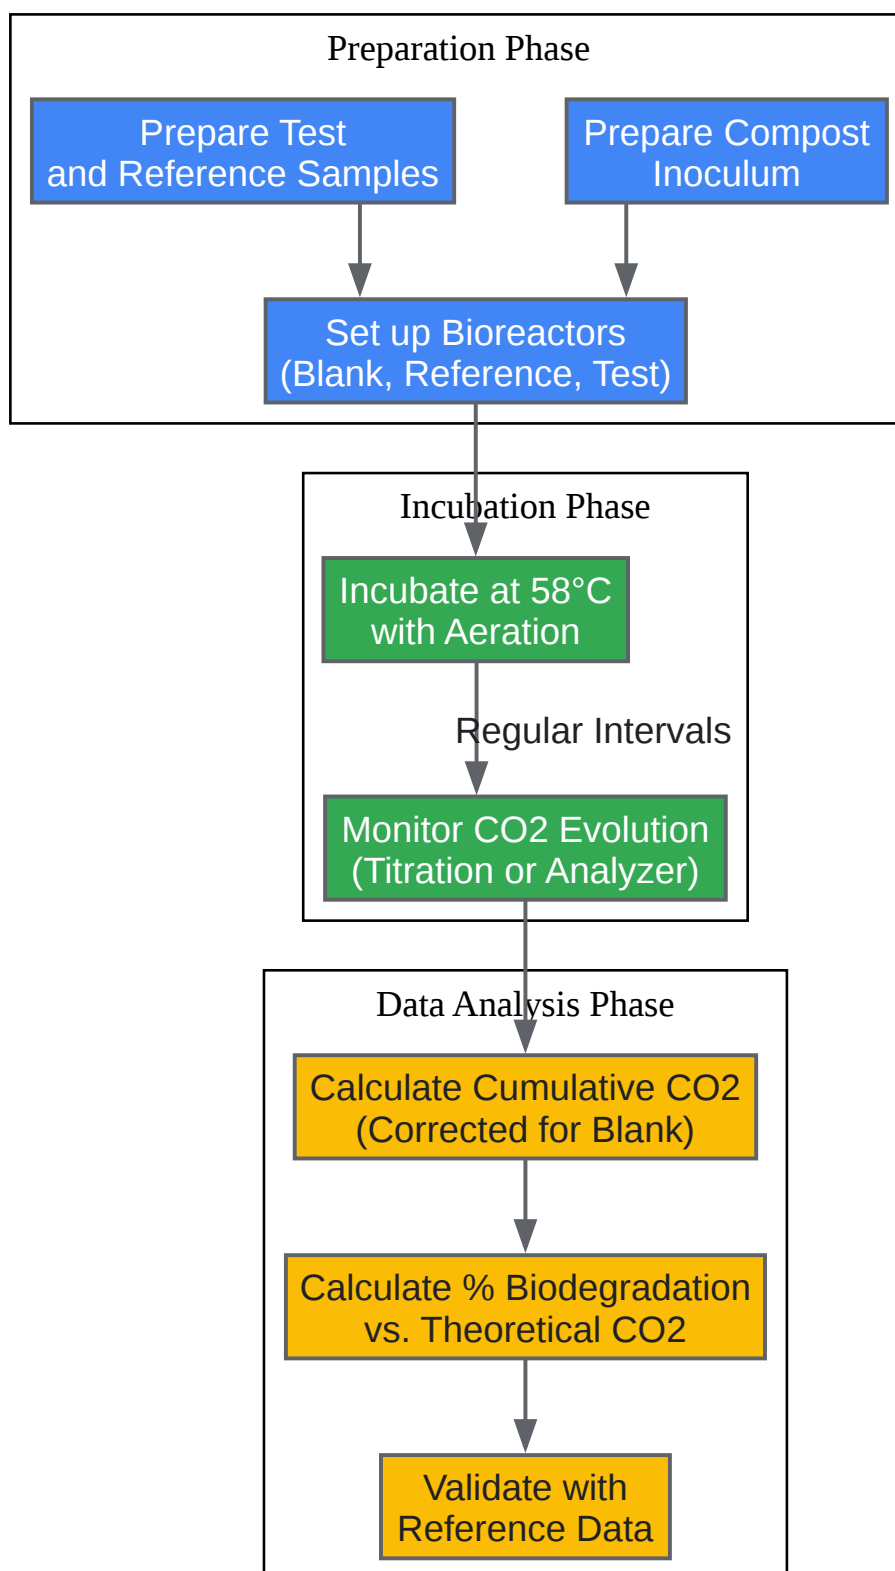 Preparation Phase
Prepare Test
and Reference Samples
Prepare Compost
Inoculum
Set up Bioreactors
(Blank, Reference, Test)
Incubation Phase
Incubate at 58°C
with Aeration
Regular Intervals
Monitor CO2 Evolution
(Titration or Analyzer)
Data Analysis Phase
Calculate Cumulative CO2
(Corrected for Blank)
Calculate % Biodegradation
vs. Theoretical CO2
Validate with
Reference Data